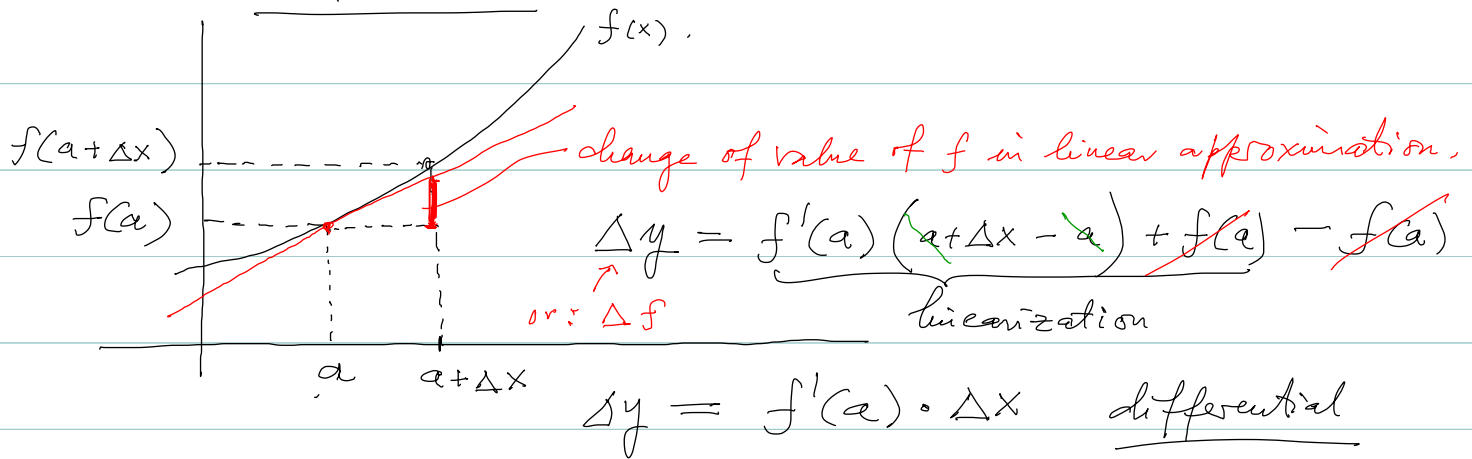 f(x).
f(a+Δx)
change of value of f in linear approximation.
f(a)
Δy = f'(a)(a+Δx-a)+f(a)-f(a)
or: Δf
linearization
a
a+Δx
Δy = f'(a)·Δx differential